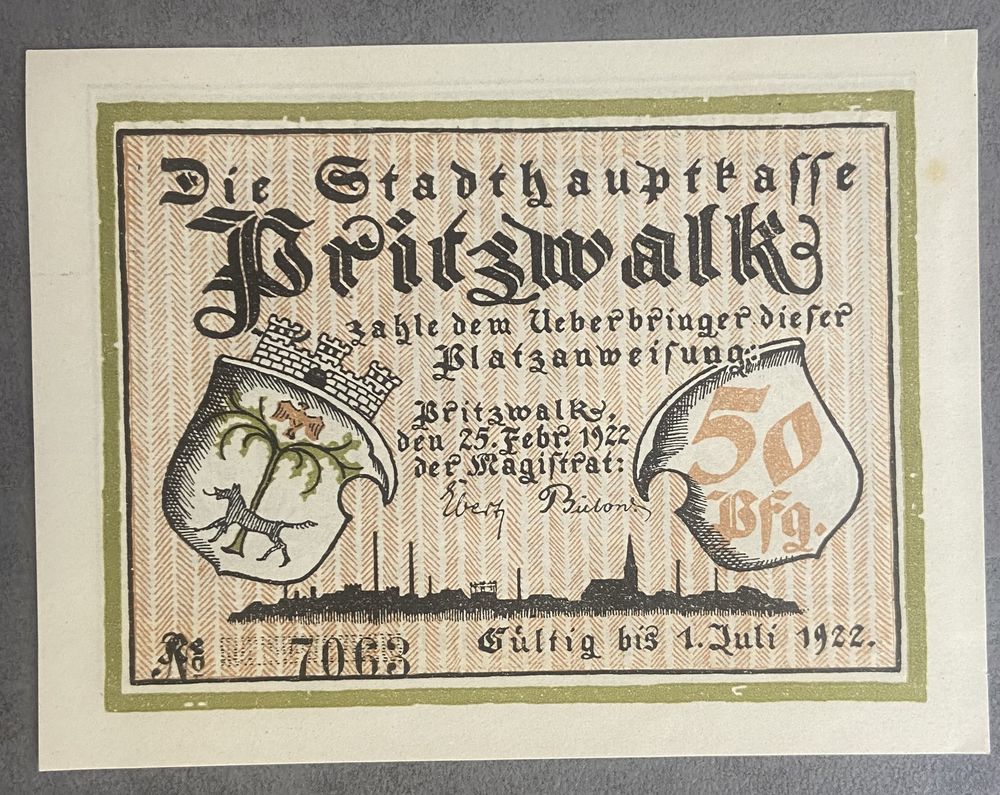 Die Stadthauptkasse
Pritzwalk
zahle dem Ueberbringer dieser
Platzanweisung:
Pritzwalk,
den 25. Febr. 1922
der Magistrat:
50
Pfg.
No 7063
Gültig bis 1. Juli 1922.